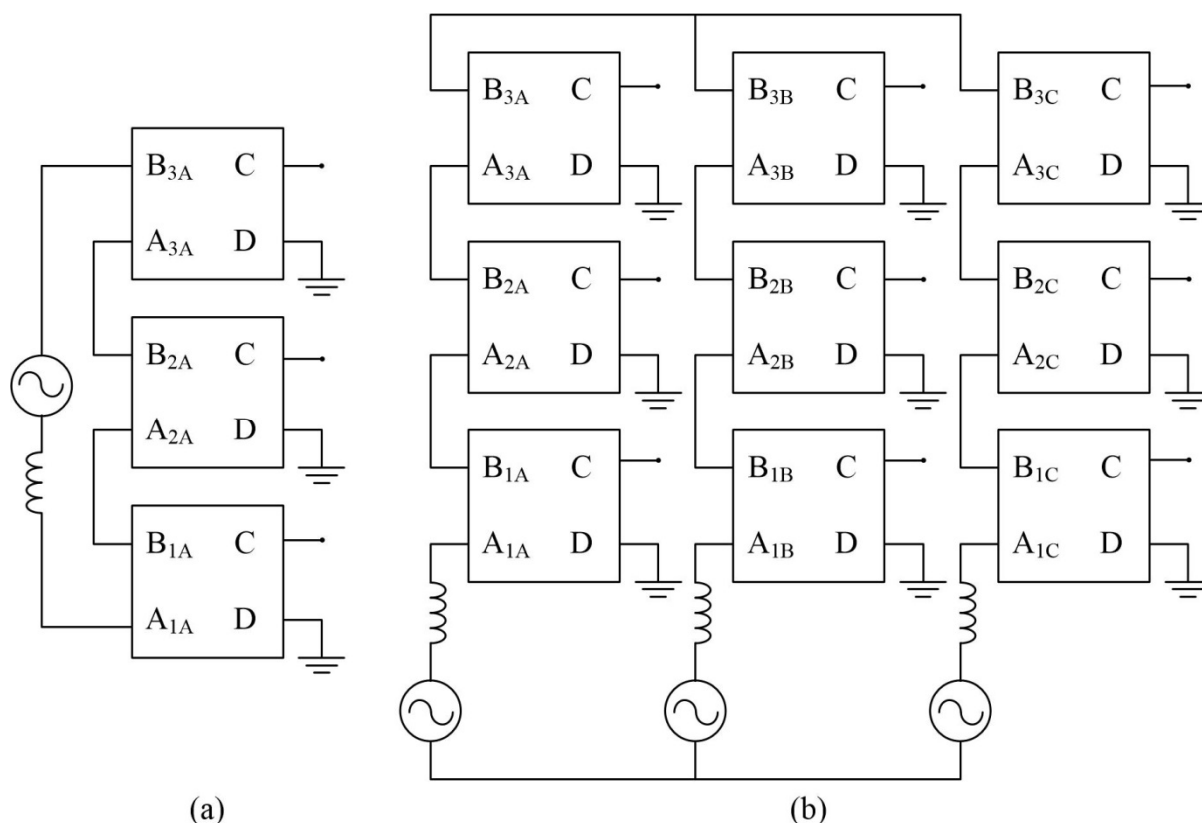 B3A C
A3A D
B2A C
A2A D
B1A C
A1A D
(a)
B3A C B3B C B3C C
A3A D A3B D A3C D
B2A C B2B C B2C C
A2A D A2B D A2C D
B1A C B1B C B1C C
A1A D A1B D A1C D
(b)